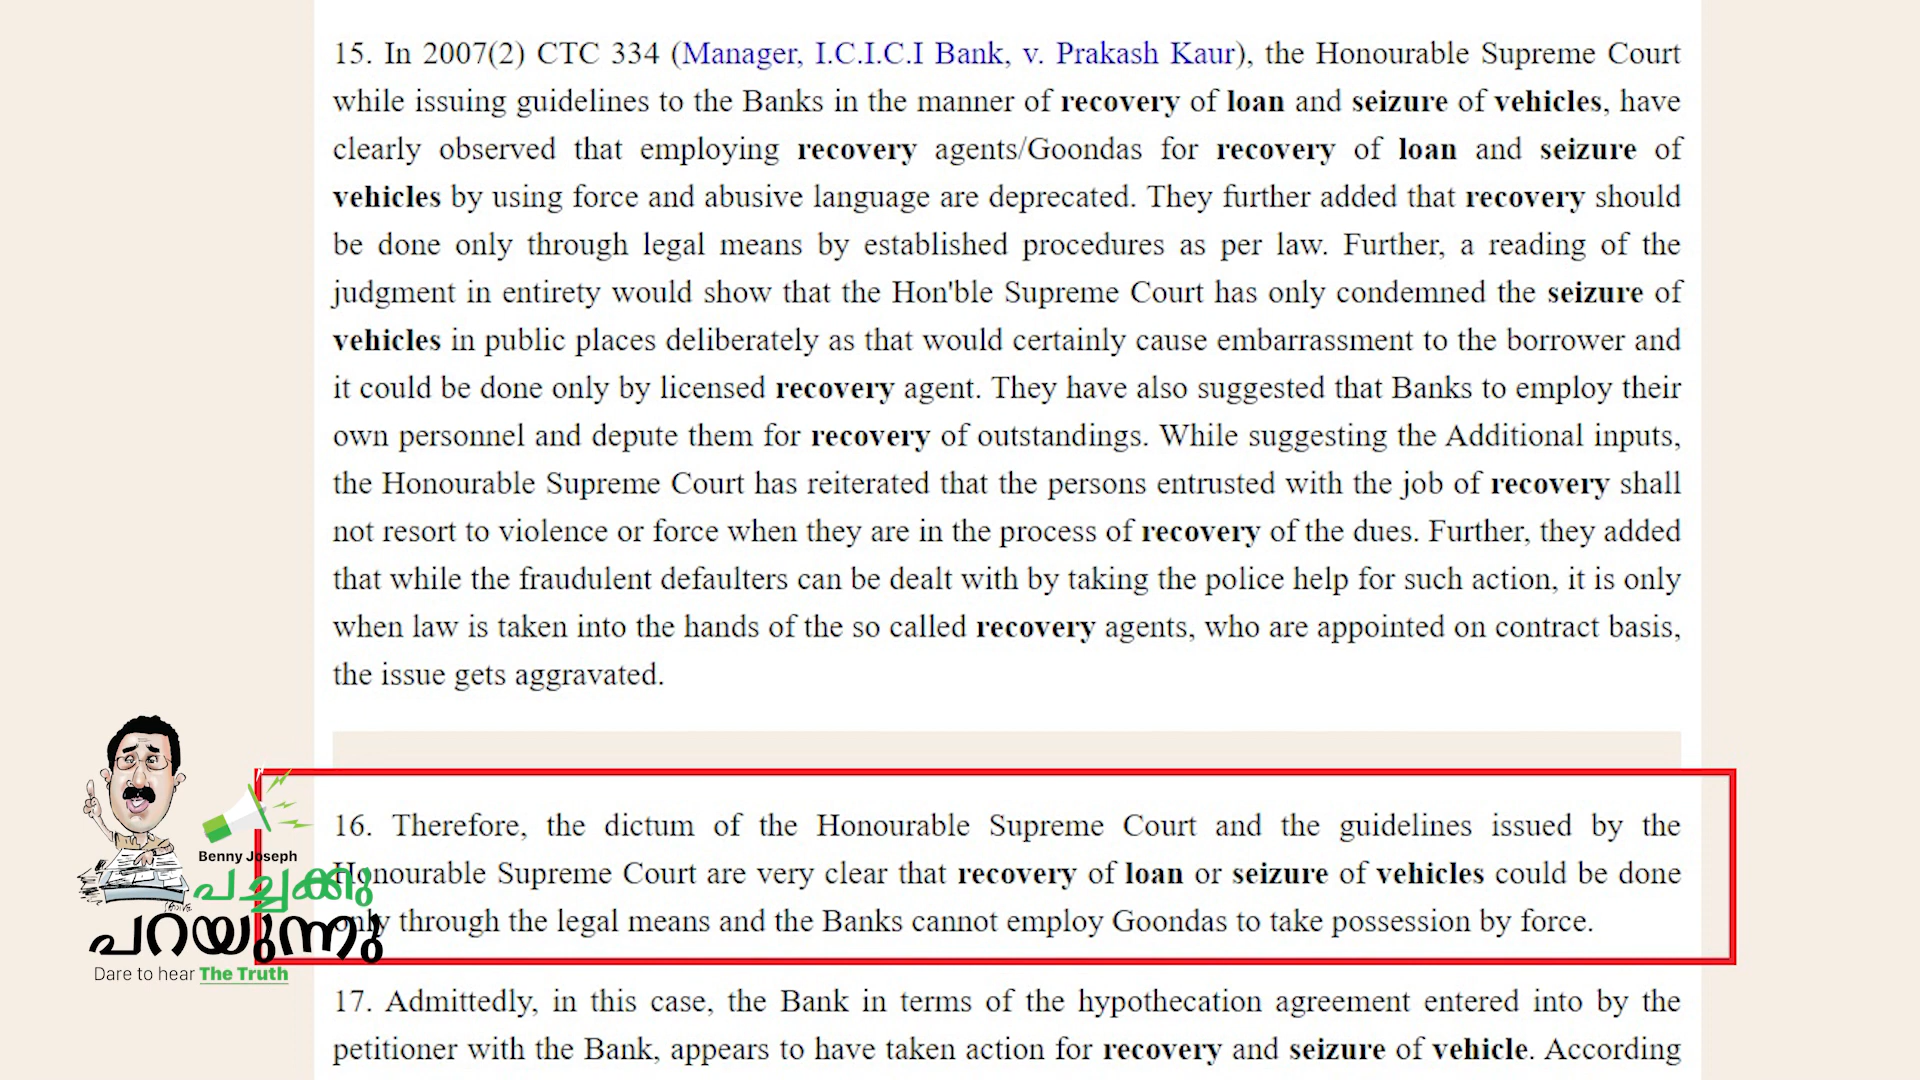 15. In 2007(2) CTC 334 (Manager, I.C.I.C.I Bank, v. Prakash Kaur), the Honourable Supreme Court
while issuing guidelines to the Banks in the manner of recovery of loan and seizure of vehicles, have
clearly observed that employing recovery agents/Goondas for recovery of loan and seizure of
vehicles by using force and abusive language are deprecated. They further added that recovery should
be done only through legal means by established procedures as per law. Further, a reading of the
judgment in entirety would show that the Hon'ble Supreme Court has only condemned the seizure of
vehicles in public places deliberately as that would certainly cause embarrassment to the borrower and
it could be done only by licensed recovery agent. They have also suggested that Banks to employ their
own personnel and depute them for recovery of outstandings. While suggesting the Additional inputs,
the Honourable Supreme Court has reiterated that the persons entrusted with the job of recovery shall
not resort to violence or force when they are in the process of recovery of the dues. Further, they added
that while the fraudulent defaulters can be dealt with by taking the police help for such action, it is only
when law is taken into the hands of the so called recovery agents, who are appointed on contract basis,
the issue gets aggravated.
16. Therefore, the dictum of the Honourable Supreme Court and the guidelines issued by the
Honourable Supreme Court are very clear that recovery of loan or seizure of vehicles could be done
only through the legal means and the Banks cannot employ Goondas to take possession by force.
17. Admittedly, in this case, the Bank in terms of the hypothecation agreement entered into by the
petitioner with the Bank, appears to have taken action for recovery and seizure of vehicle. According
Benny Joseph
പച്ചക്കു
പറയുന്നു
Dare to hear The Truth